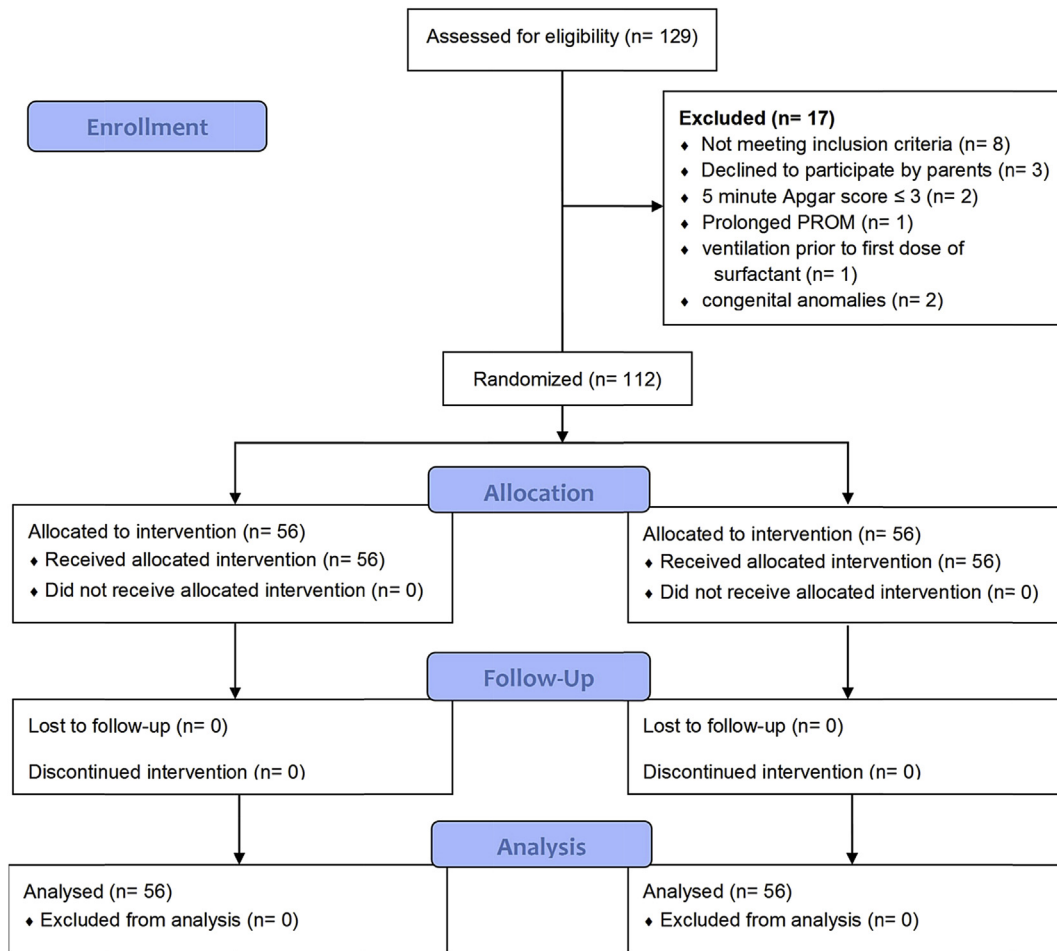 Assessed for eligibility (n= 129)
Enrollment
Excluded (n= 17)
♦ Not meeting inclusion criteria (n= 8)
♦ Declined to participate by parents (n= 3)
♦ 5 minute Apgar score ≤ 3 (n= 2)
♦ Prolonged PROM (n= 1)
♦ ventilation prior to first dose of
surfactant (n= 1)
♦ congenital anomalies (n= 2)
Randomized (n= 112)
Allocation
Allocated to intervention (n= 56)
♦ Received allocated intervention (n= 56)
♦ Did not receive allocated intervention (n= 0)
Allocated to intervention (n= 56)
♦ Received allocated intervention (n= 56)
♦ Did not receive allocated intervention (n= 0)
Follow-Up
Lost to follow-up (n= 0)
Discontinued intervention (n= 0)
Lost to follow-up (n= 0)
Discontinued intervention (n= 0)
Analysis
Analysed (n= 56)
♦ Excluded from analysis (n= 0)
Analysed (n= 56)
♦ Excluded from analysis (n= 0)